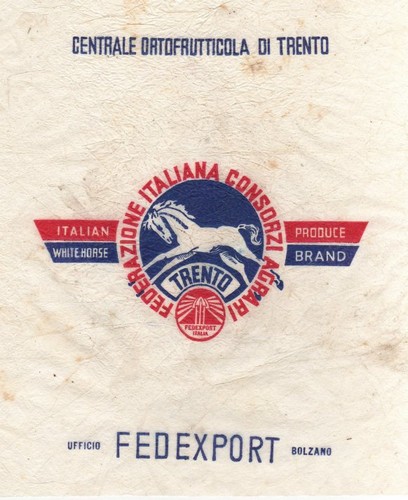 CENTRALE ORTOFRUTTICOLA DI TRENTO
FEDERAZIONE ITALIANA CONSORZI AGRARI
ITALIAN PRODUCE
WHITE HORSE BRAND
TRENTO
FEDEXPORT
ITALIA
UFFICIO FEDEXPORT BOLZANO